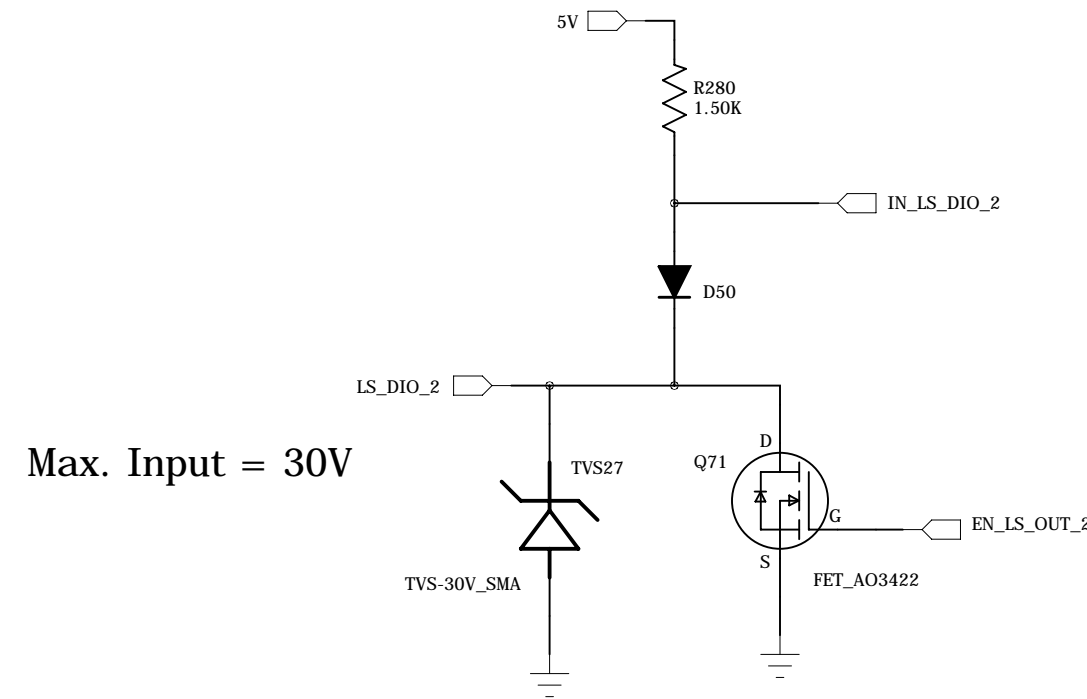 5V
R280
1.50K
IN_LS_DIO_2
D50
LS_DIO_2
Max. Input = 30V
TVS27
TVS-30V_SMA
D
Q71
G
EN_LS_OUT_2
S
FET_AO3422